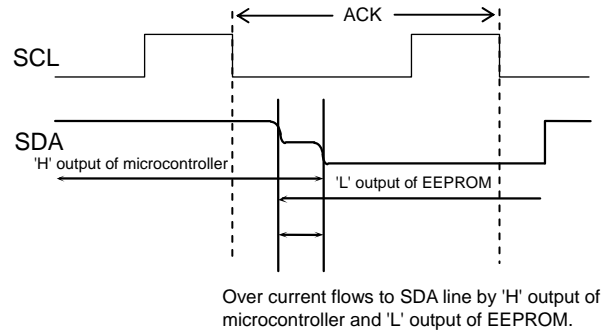 ACK
SCL
SDA
'H' output of microcontroller
'L' output of EEPROM
Over current flows to SDA line by 'H' output of
microcontroller and 'L' output of EEPROM.